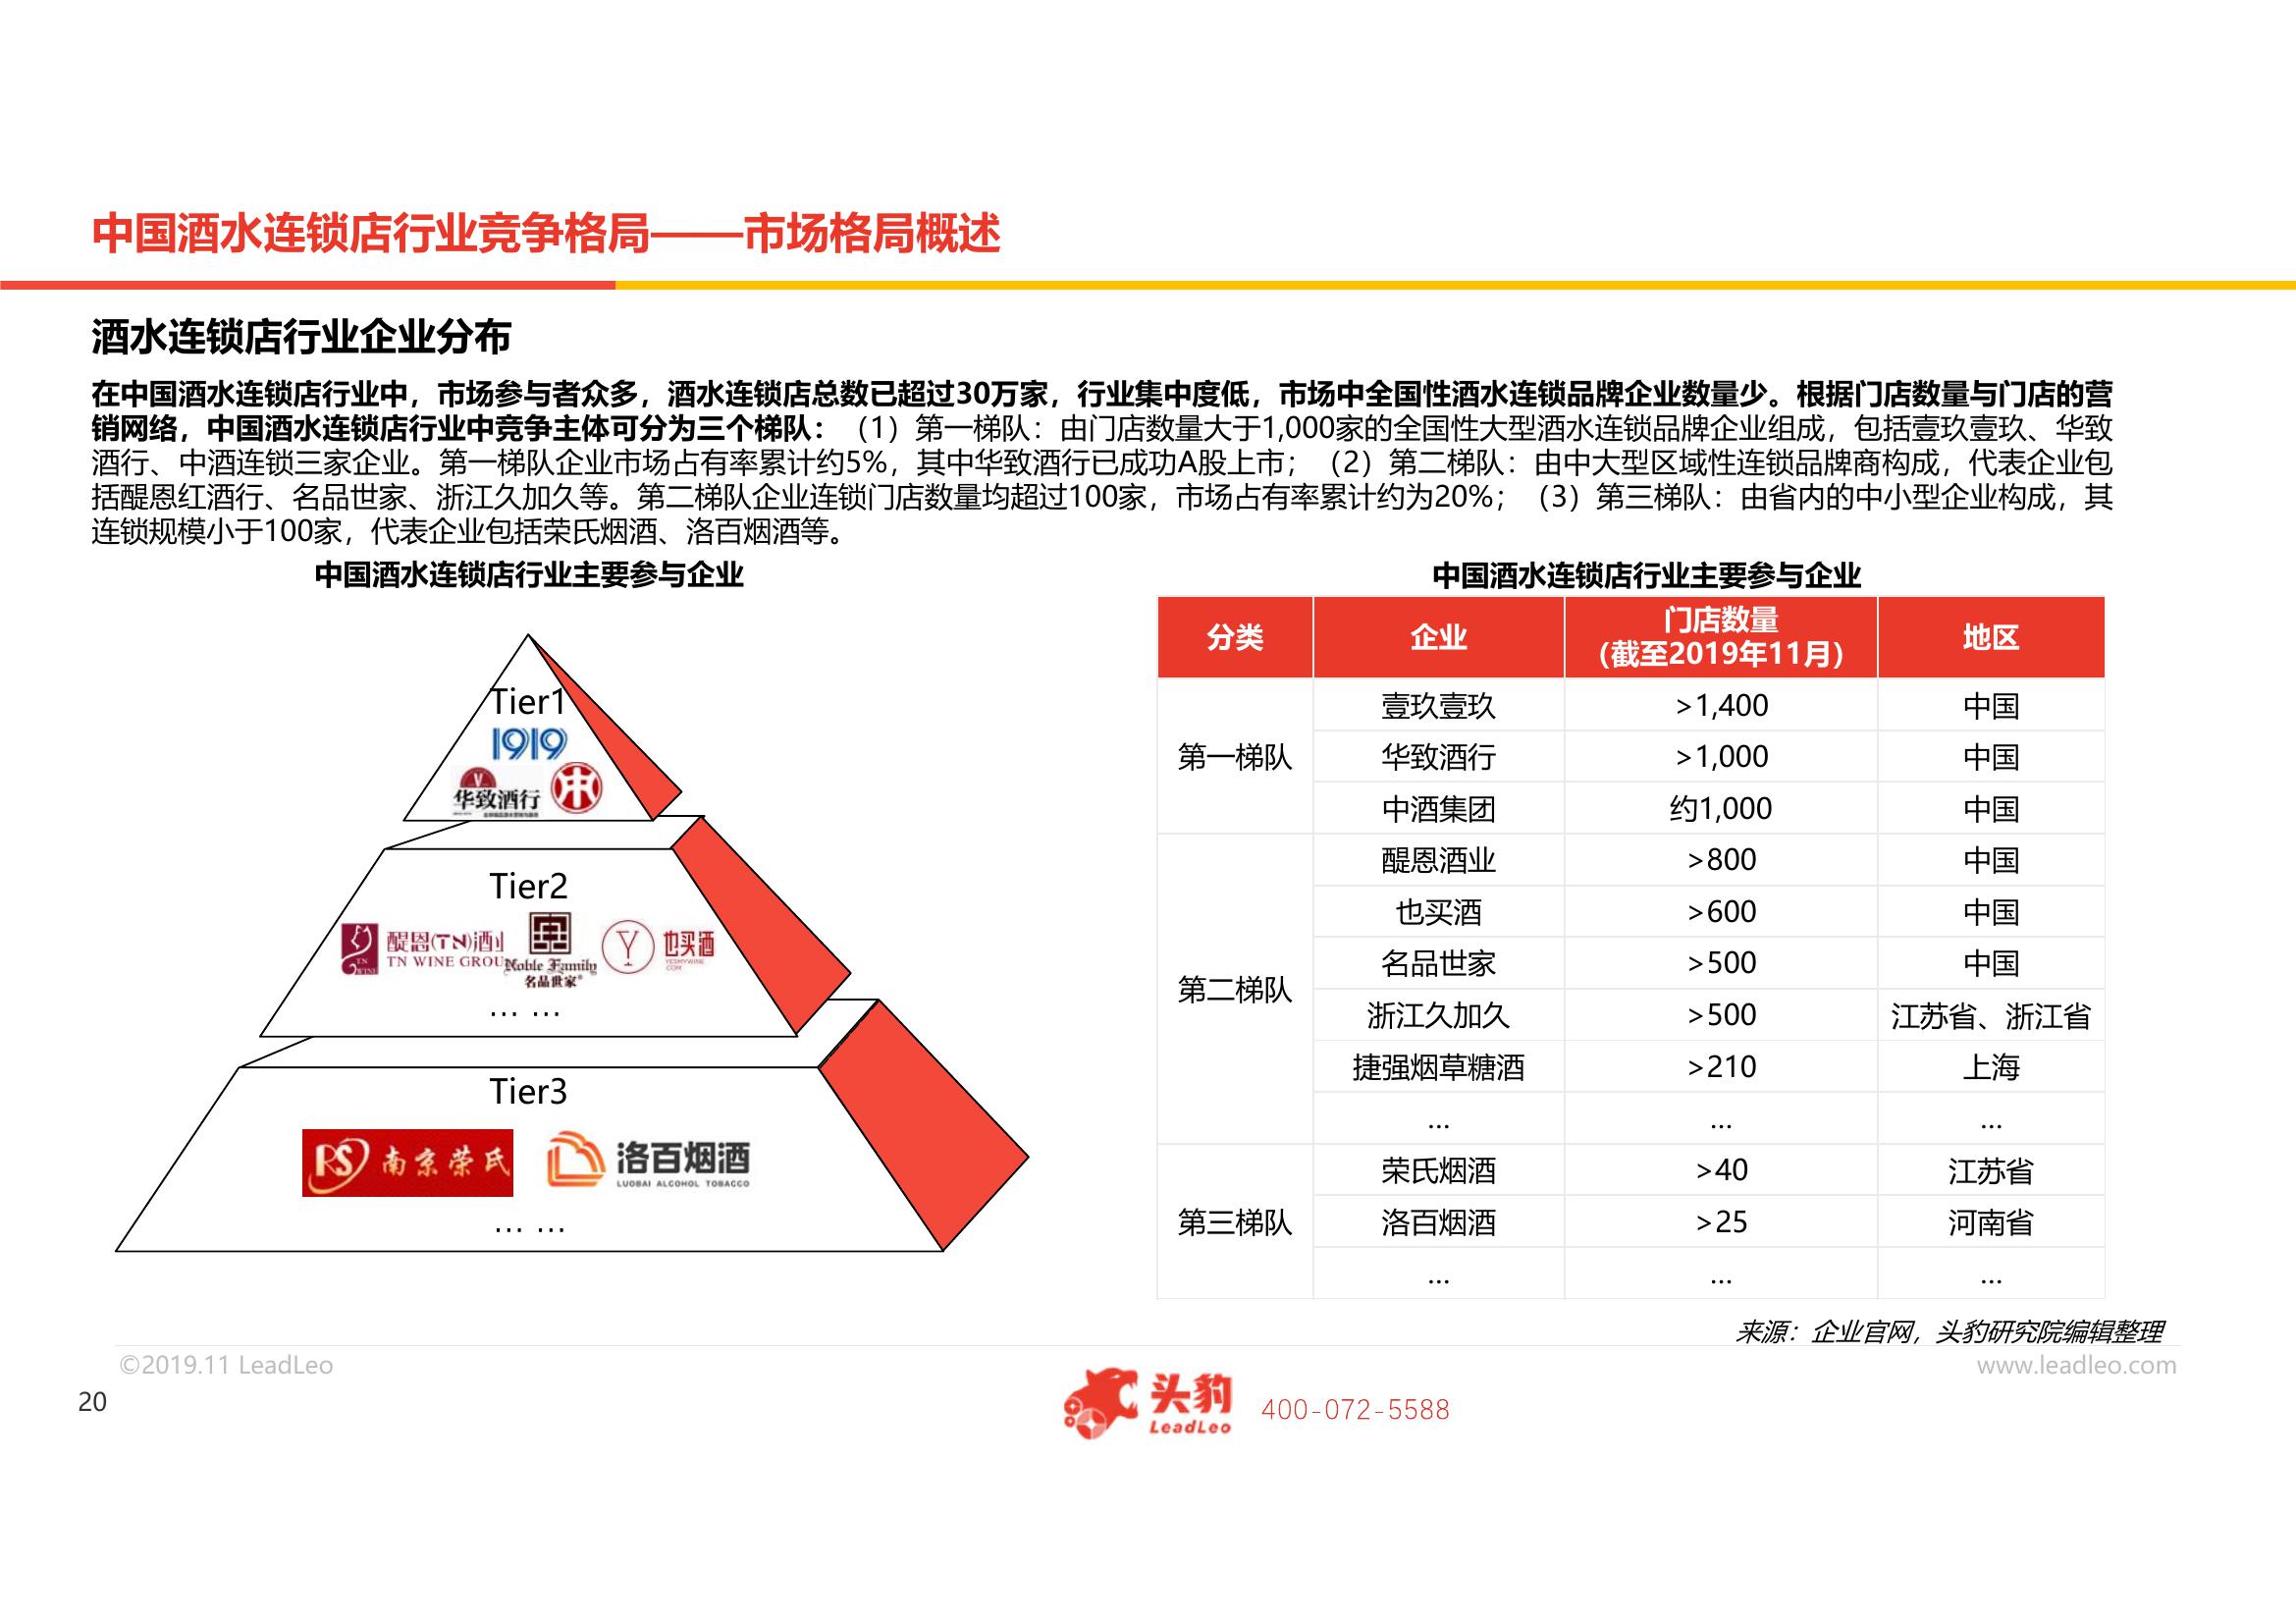 中国酒水连锁店行业竞争格局——市场格局概述
酒水连锁店行业企业分布
在中国酒水连锁店行业中，市场参与者众多，酒水连锁店总数已超过30万家，行业集中度低，市场中全国性酒水连锁品牌企业数量少。根据门店数量与门店的营
销网络，中国酒水连锁店行业中竞争主体可分为三个梯队：（1）第一梯队：由门店数量大于1,000家的全国性大型酒水连锁品牌企业组成，包括壹玖壹玖、华致
酒行、中酒连锁三家企业。第一梯队企业市场占有率累计约5%，其中华致酒行已成功A股上市；（2）第二梯队：由中大型区域性连锁品牌商构成，代表企业包
括醍恩红酒行、名品世家、浙江久加久等。第二梯队企业连锁门店数量均超过100家，市场占有率累计约为20%；（3）第三梯队：由省内的中小型企业构成，其
连锁规模小于100家，代表企业包括荣氏烟酒、洛百烟酒等。
中国酒水连锁店行业主要参与企业
Tier1
1919
华致酒行
Tier2
醍恩(TN)酒
TN WINE GROU
TN
WINE
Noble Family
名品世家
也买酒
YESMYWINE
COM
... ...
Tier3
RS 南京荣氏
洛百烟酒
LUOBAI ALCOHOL TOBACCO
... ...
中国酒水连锁店行业主要参与企业
分类 企业 门店数量 地区
（截至2019年11月）
第一梯队 壹玖壹玖 >1,400 中国
华致酒行 >1,000 中国
中酒集团 约1,000 中国
第二梯队 醍恩酒业 >800 中国
也买酒 >600 中国
名品世家 >500 中国
浙江久加久 >500 江苏省、浙江省
捷强烟草糖酒 >210 上海
... ... ...
第三梯队 荣氏烟酒 >40 江苏省
洛百烟酒 >25 河南省
... ... ...
来源：企业官网，头豹研究院编辑整理
©2019.11 LeadLeo
www.leadleo.com
20
头豹
LeadLeo
400-072-5588